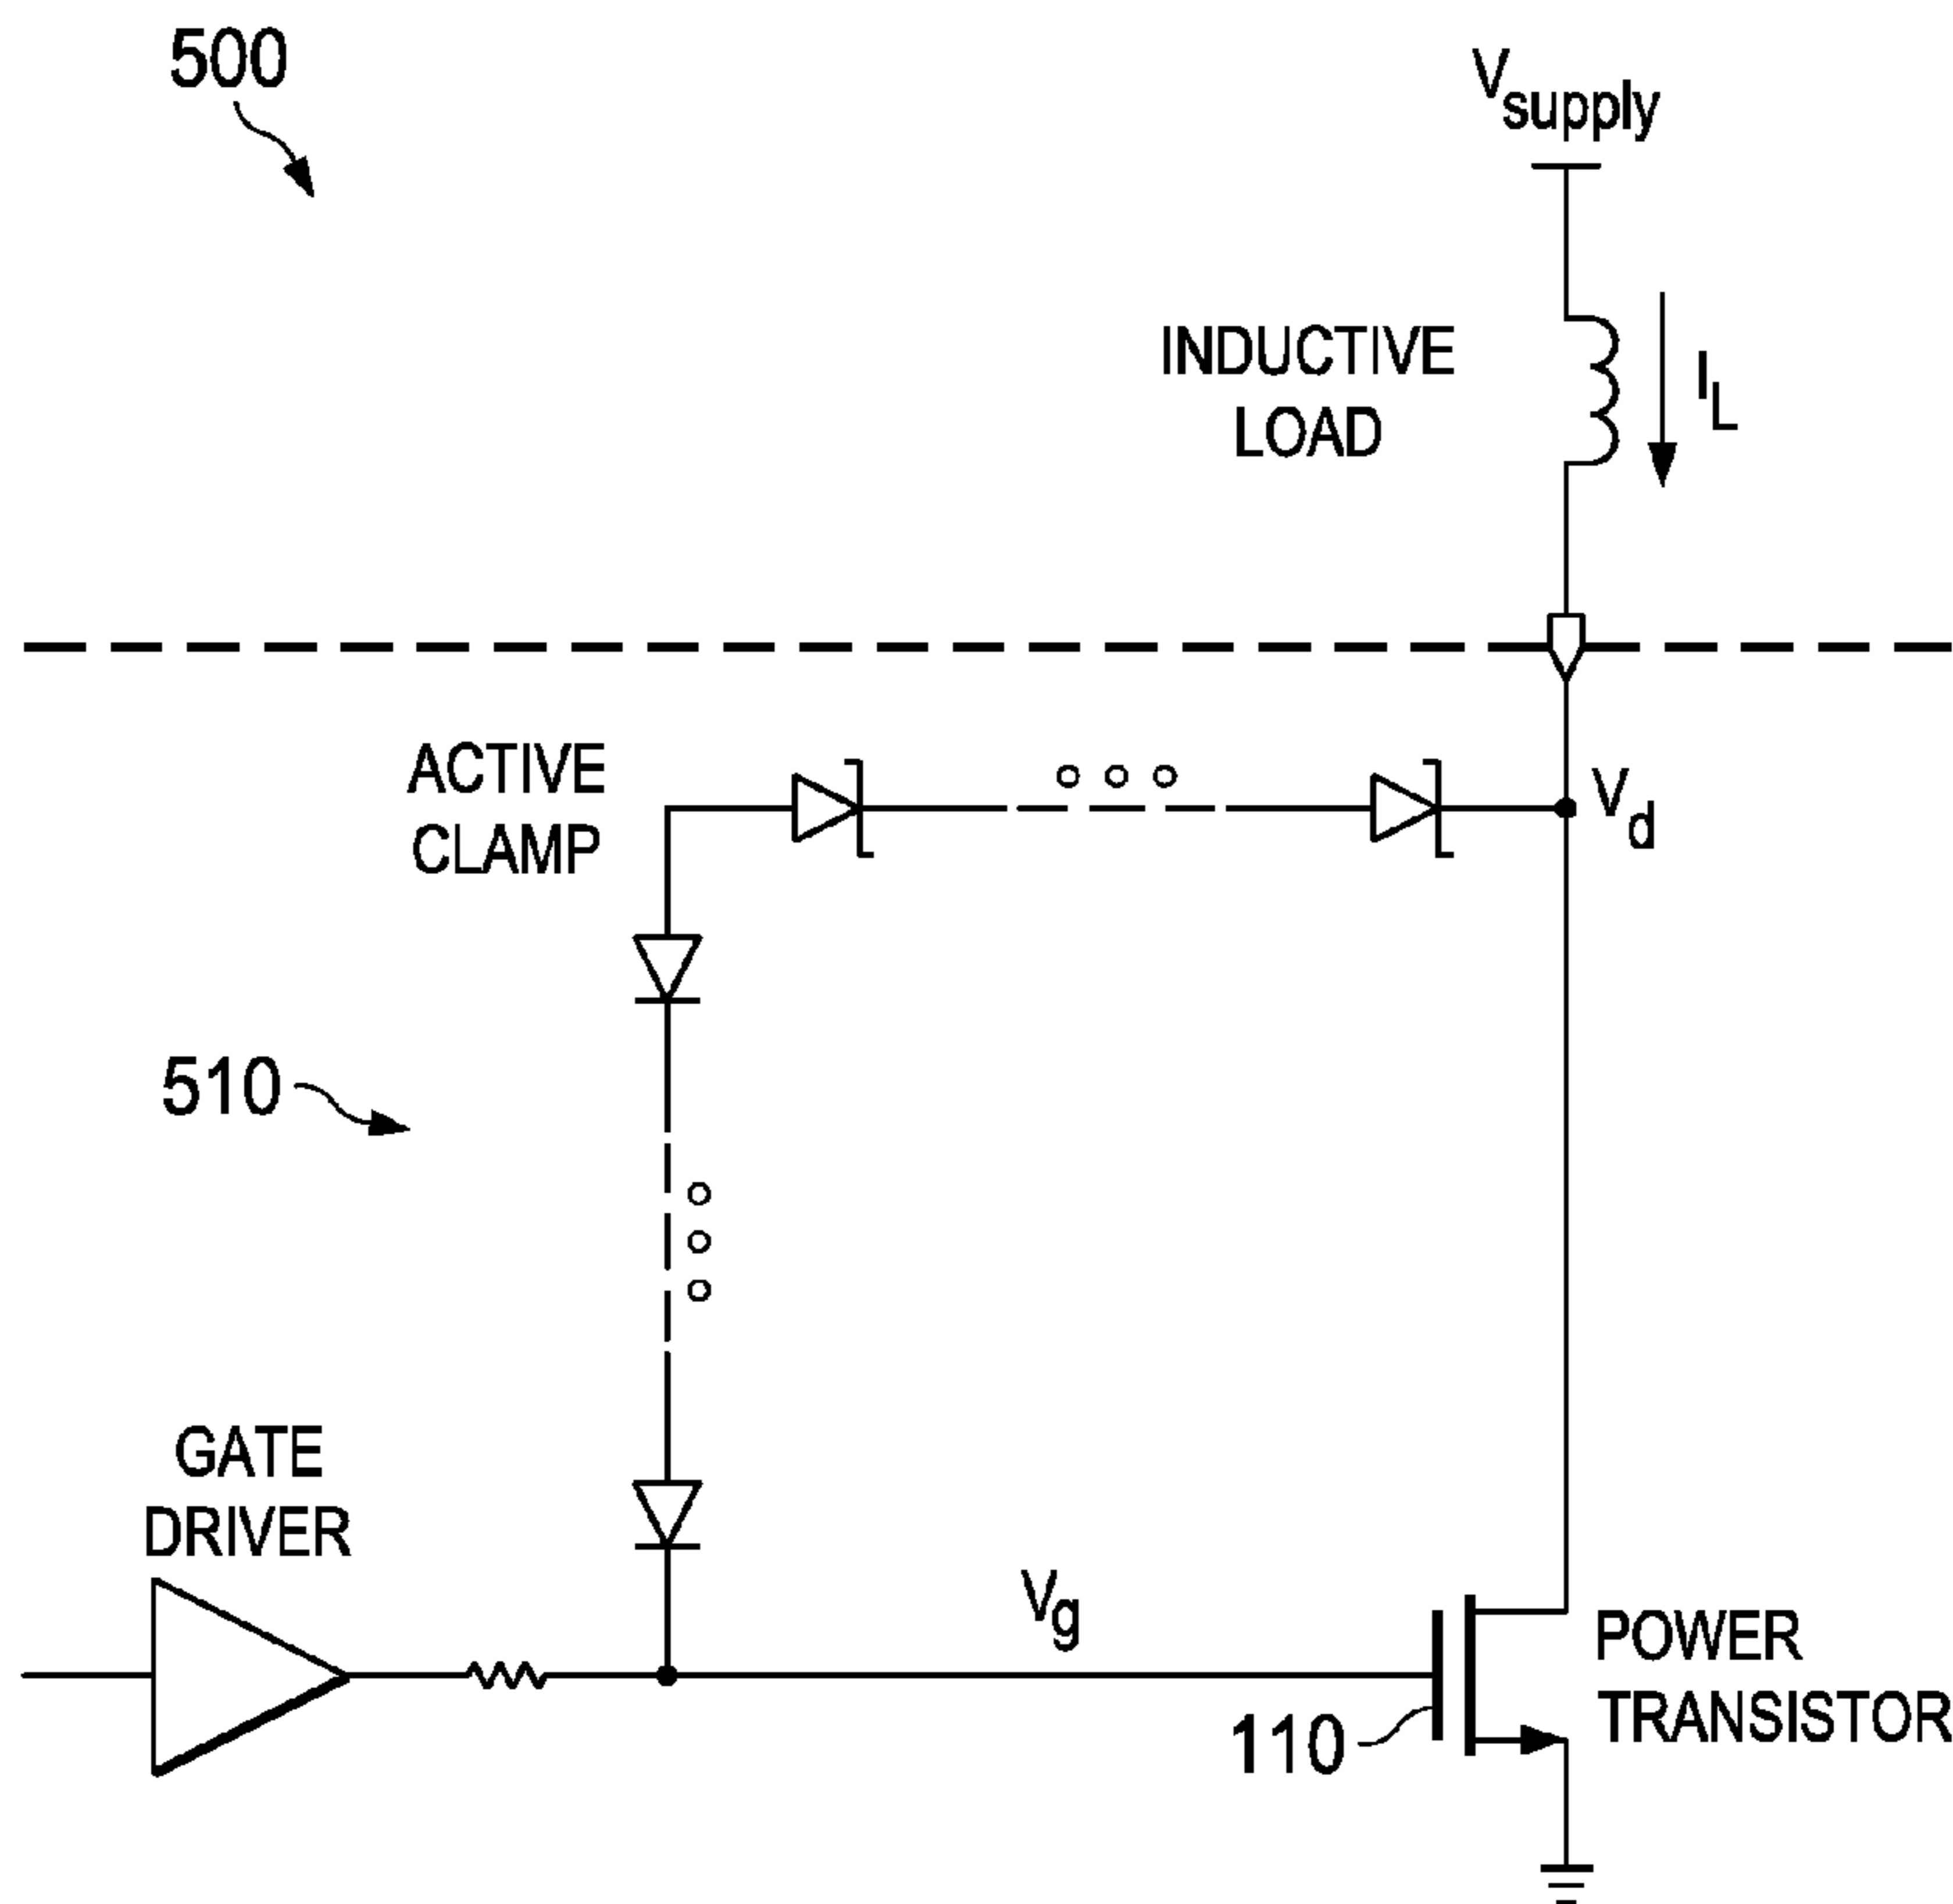 500
Vsupply
INDUCTIVE
LOAD
IL
ACTIVE
CLAMP
Vd
510
GATE
DRIVER
Vg
POWER
TRANSISTOR
110